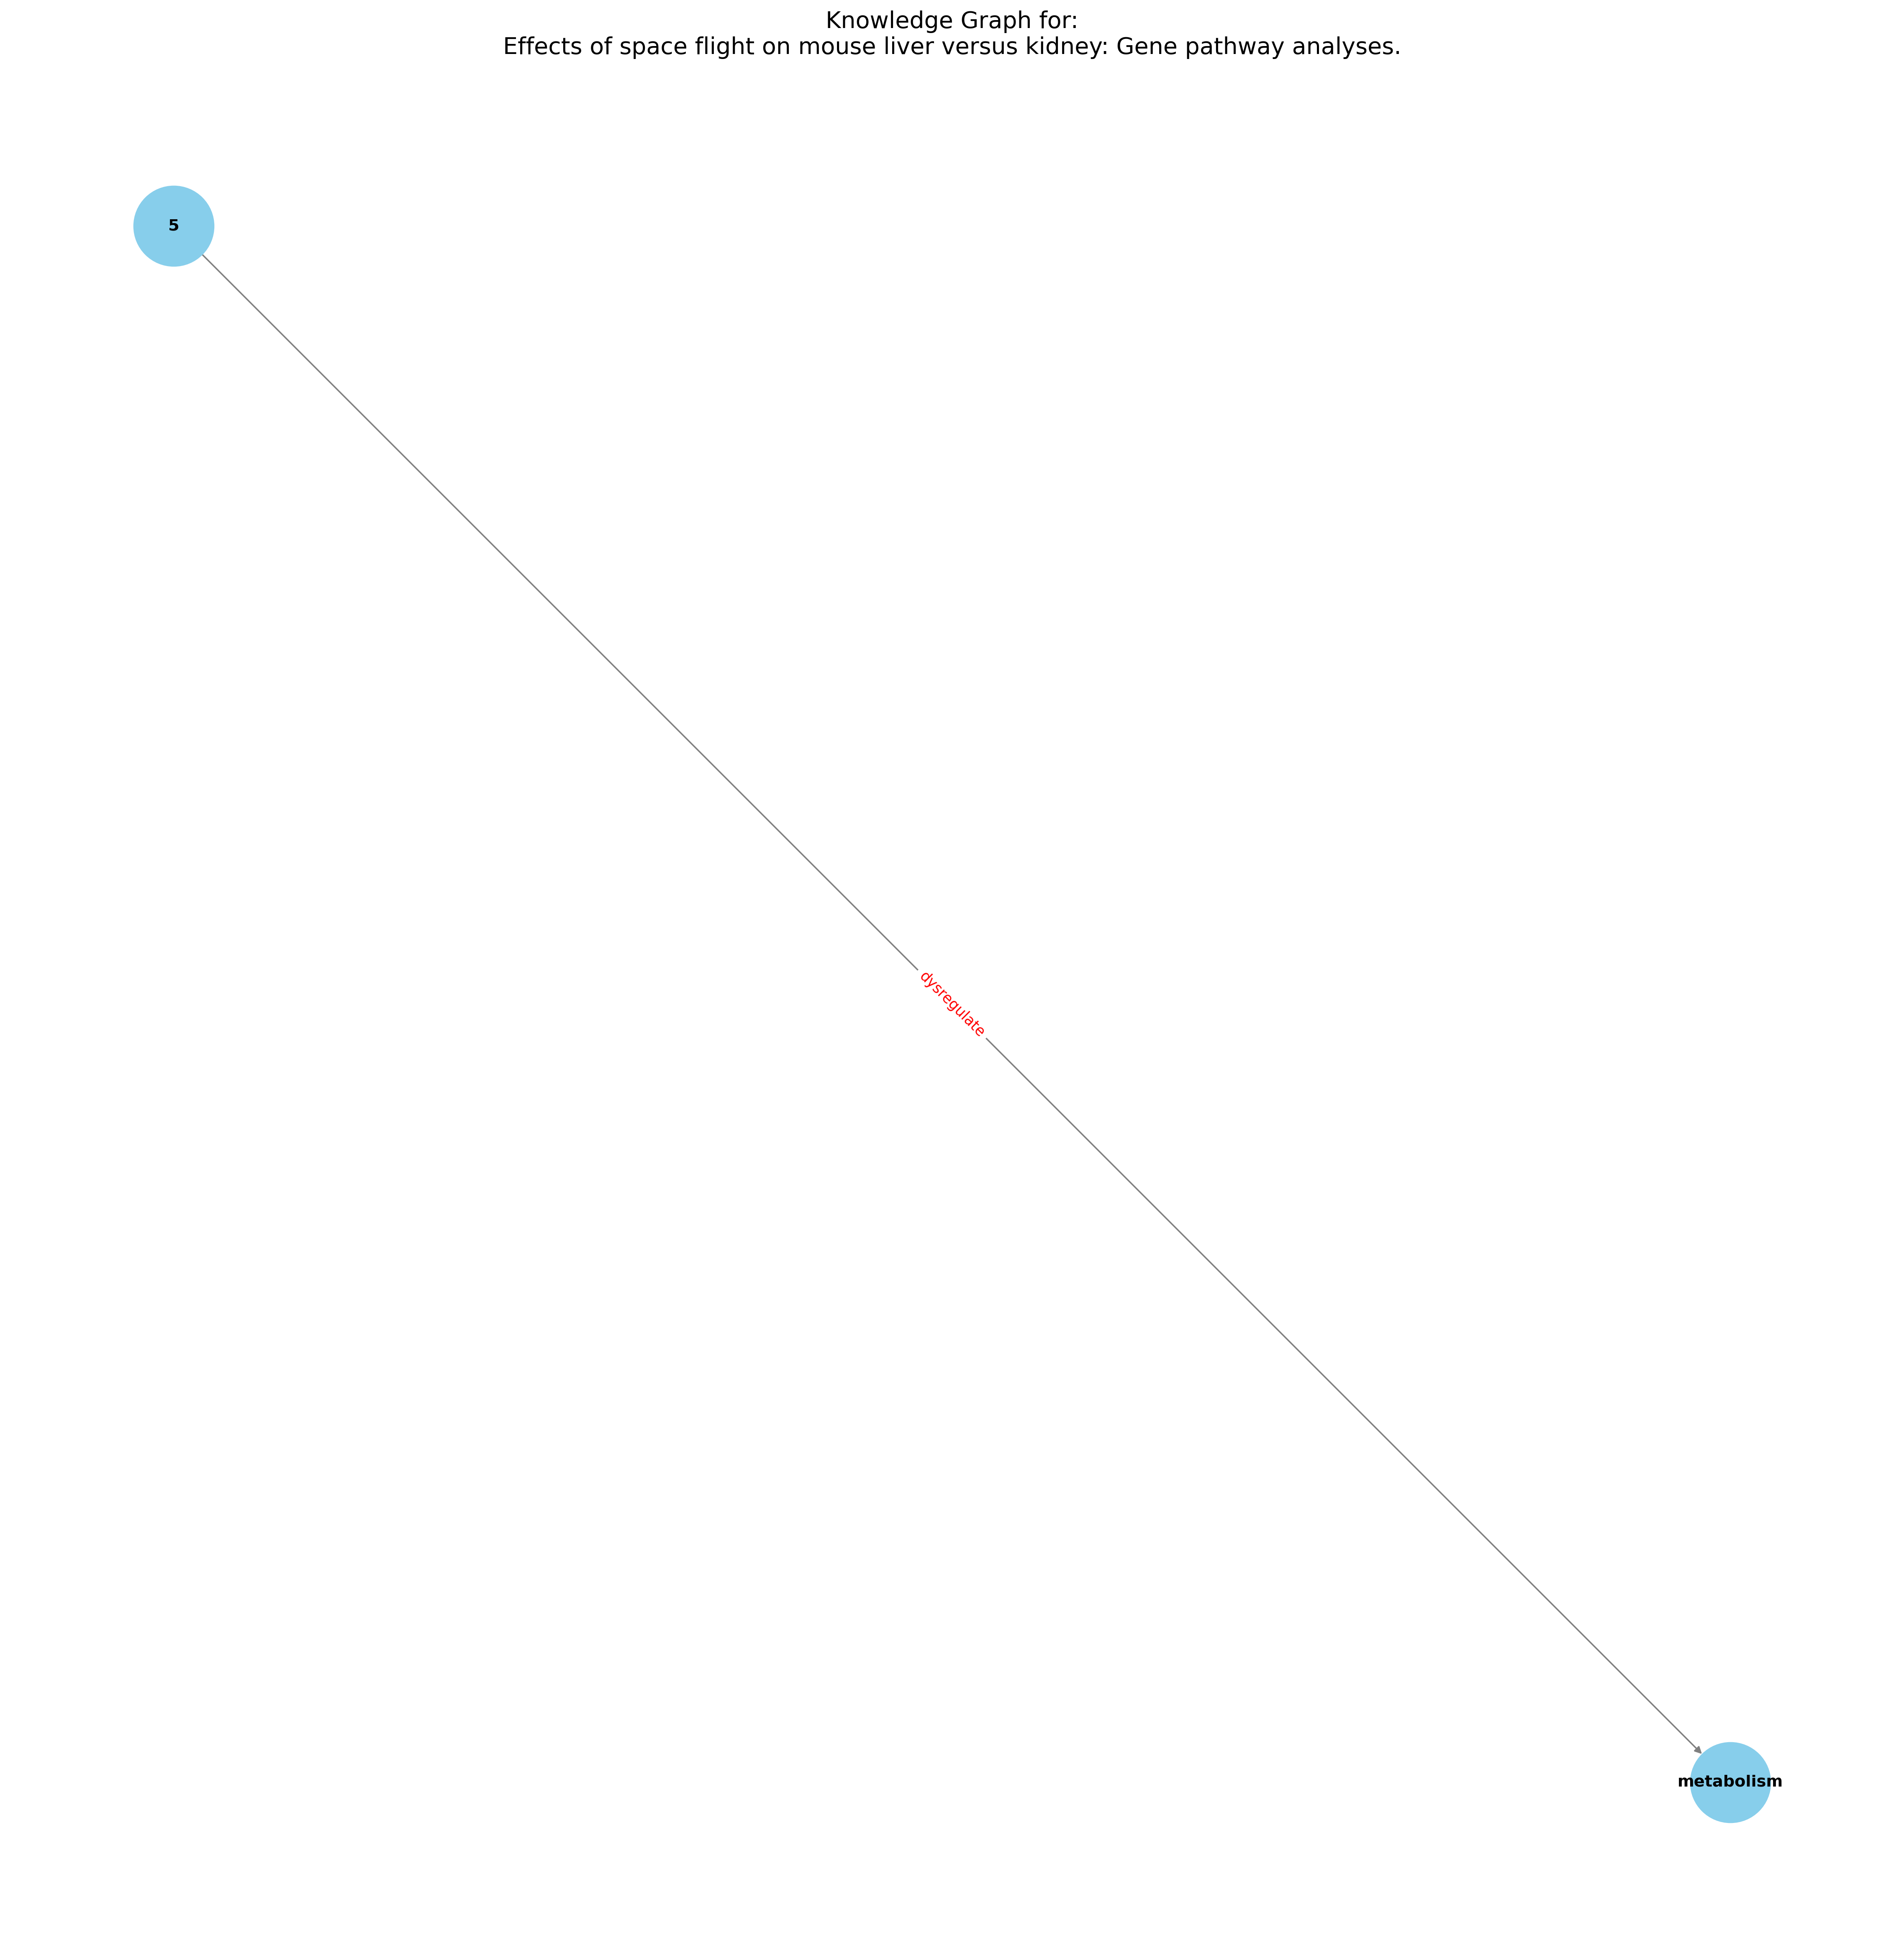 Knowledge Graph for:
Effects of space flight on mouse liver versus kidney: Gene pathway analyses.
5
dysregulate
metabolism